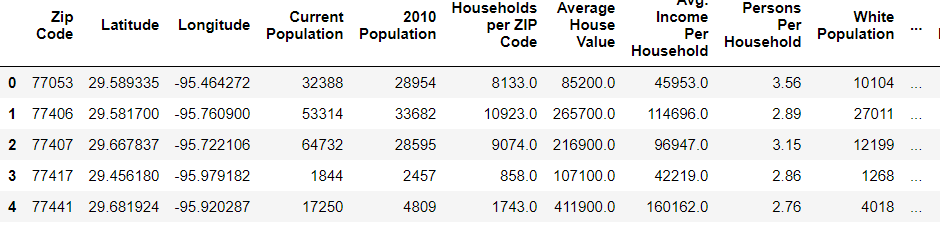 Zip
Code
Latitude
Longitude
Current
Population
2010
Population
Households
per ZIP
Code
Average
House
Value
Avg.
Income
Per
Household
Persons
Per
Household
White
Population
...
0 77053 29.589335 -95.464272 32388 28954 8133.0 85200.0 45953.0 3.56 10104 ...
1 77406 29.581700 -95.760900 53314 33682 10923.0 265700.0 114696.0 2.89 27011 ...
2 77407 29.667837 -95.722106 64732 28595 9074.0 216900.0 96947.0 3.15 12199 ...
3 77417 29.456180 -95.979182 1844 2457 858.0 107100.0 42219.0 2.86 1268 ...
4 77441 29.681924 -95.920287 17250 4809 1743.0 411900.0 160162.0 2.76 4018 ...